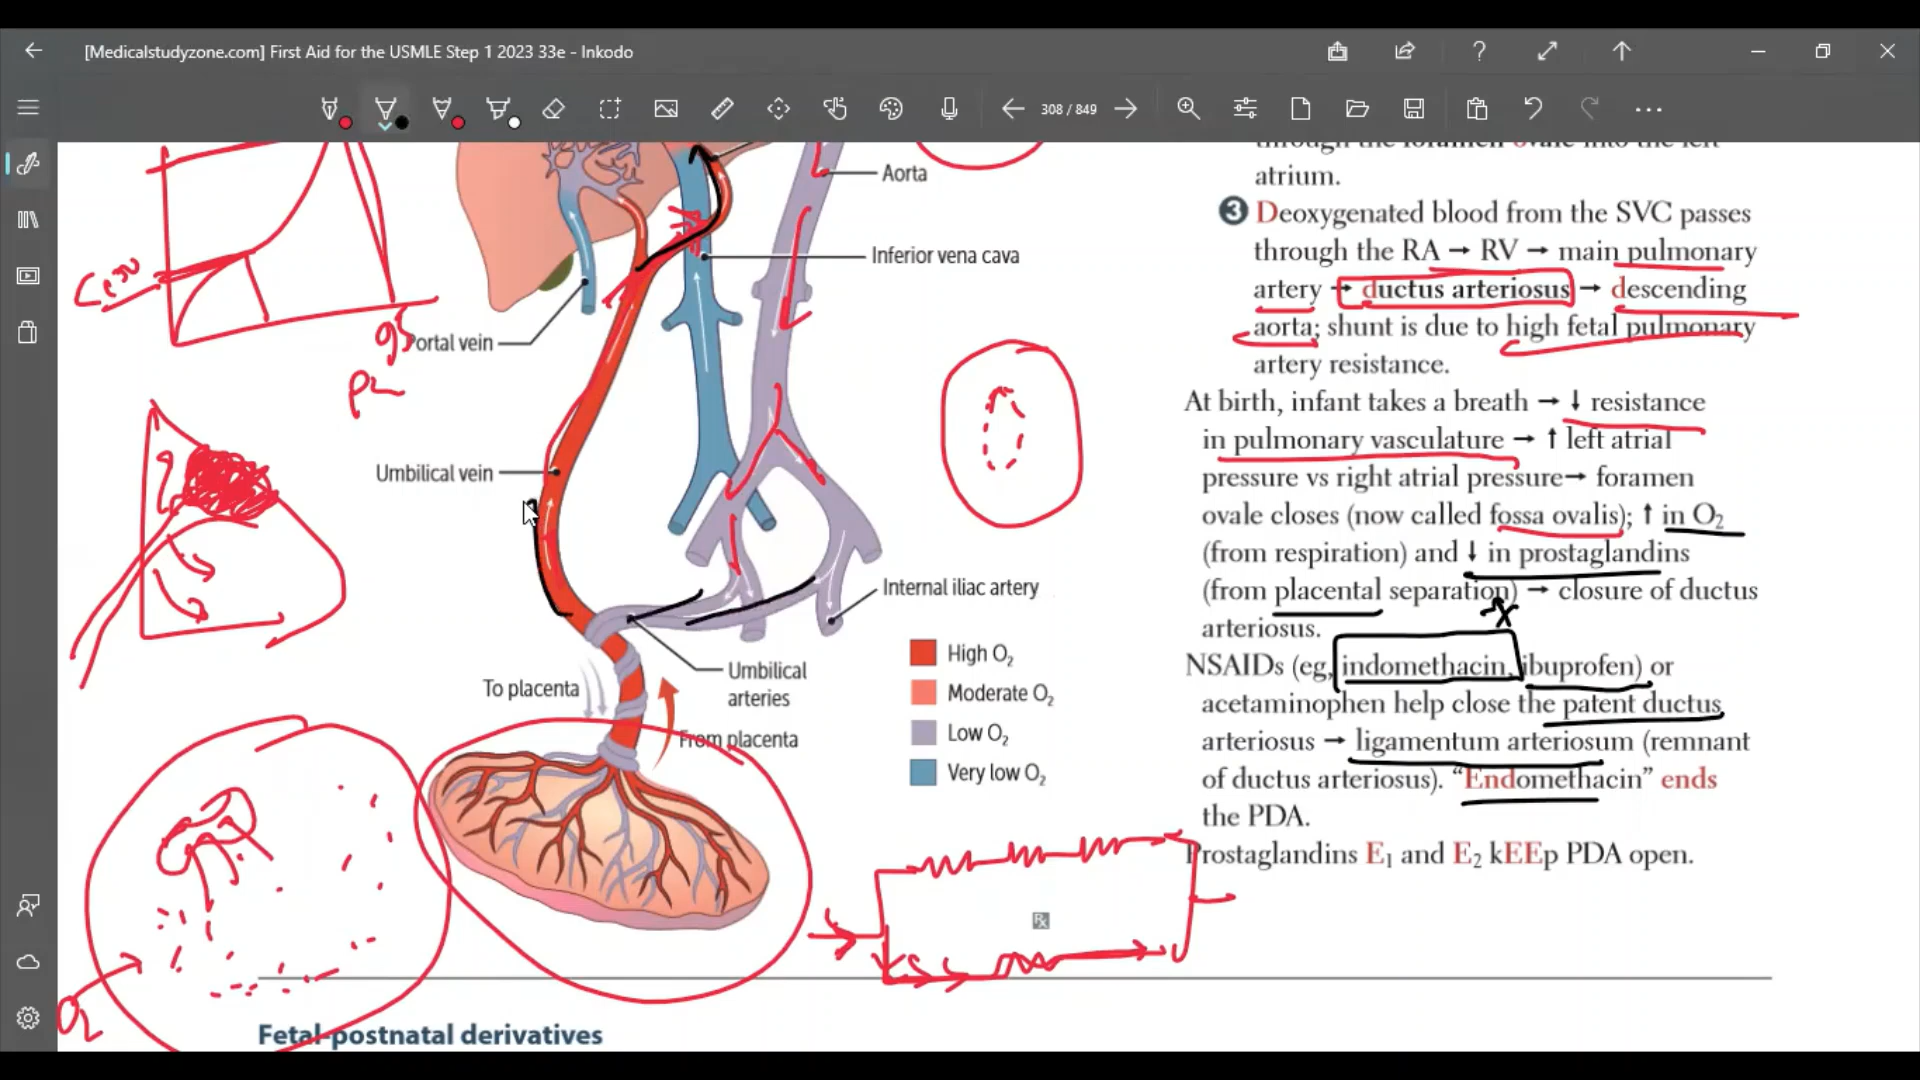 [Medicalstudyzone.com] First Aid for the USMLE Step 1 2023 33e - Inkodo
308 / 849
atrium.
3 Deoxygenated blood from the SVC passes
through the RA → RV → main pulmonary
artery → ductus arteriosus → descending
aorta; shunt is due to high fetal pulmonary
artery resistance.
At birth, infant takes a breath → ↓ resistance
in pulmonary vasculature → ↑ left atrial
pressure vs right atrial pressure → foramen
ovale closes (now called fossa ovalis); ↑ in O₂
(from respiration) and ↓ in prostaglandins
(from placental separation) → closure of ductus
arteriosus.
NSAIDs (eg, indomethacin, ibuprofen) or
acetaminophen help close the patent ductus
arteriosus → ligamentum arteriosum (remnant
of ductus arteriosus). “Endomethacin” ends
the PDA.
Prostaglandins E₁ and E₂ kEEp PDA open.
Aorta
Inferior vena cava
Portal vein
Umbilical vein
Internal iliac artery
Umbilical
arteries
To placenta
From placenta
High O₂
Moderate O₂
Low O₂
Very low O₂
Rx
O₂
Fetal-postnatal derivatives